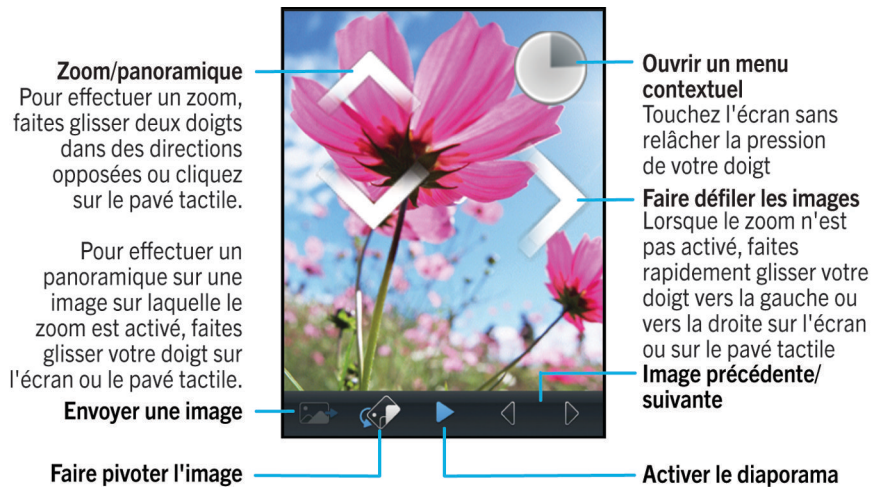 Zoom/panoramique
Pour effectuer un zoom,
faites glisser deux doigts
dans des directions
opposées ou cliquez
sur le pavé tactile.
Pour effectuer un
panoramique sur une
image sur laquelle le
zoom est activé, faites
glisser votre doigt sur
l'écran ou le pavé tactile.
Envoyer une image
Faire pivoter l'image
Ouvrir un menu
contextuel
Touchez l'écran sans
relâcher la pression
de votre doigt
Faire défiler les images
Lorsque le zoom n'est
pas activé, faites
rapidement glisser votre
doigt vers la gauche ou
vers la droite sur l'écran
ou sur le pavé tactile
Image précédente/
suivante
Activer le diaporama